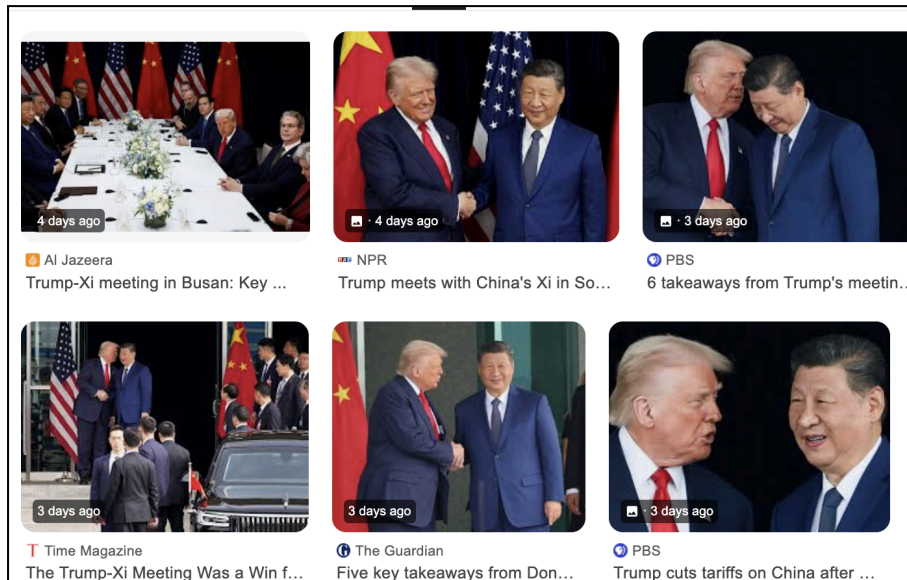 4 days ago
· 4 days ago
· 3 days ago
Al Jazeera
NPR
PBS
Trump-Xi meeting in Busan: Key ...
Trump meets with China's Xi in So...
6 takeaways from Trump's meetin..
3 days ago
3 days ago
· 3 days ago
Time Magazine
The Guardian
PBS
The Trump-Xi Meeting Was a Win f...
Five key takeaways from Don...
Trump cuts tariffs on China after ...